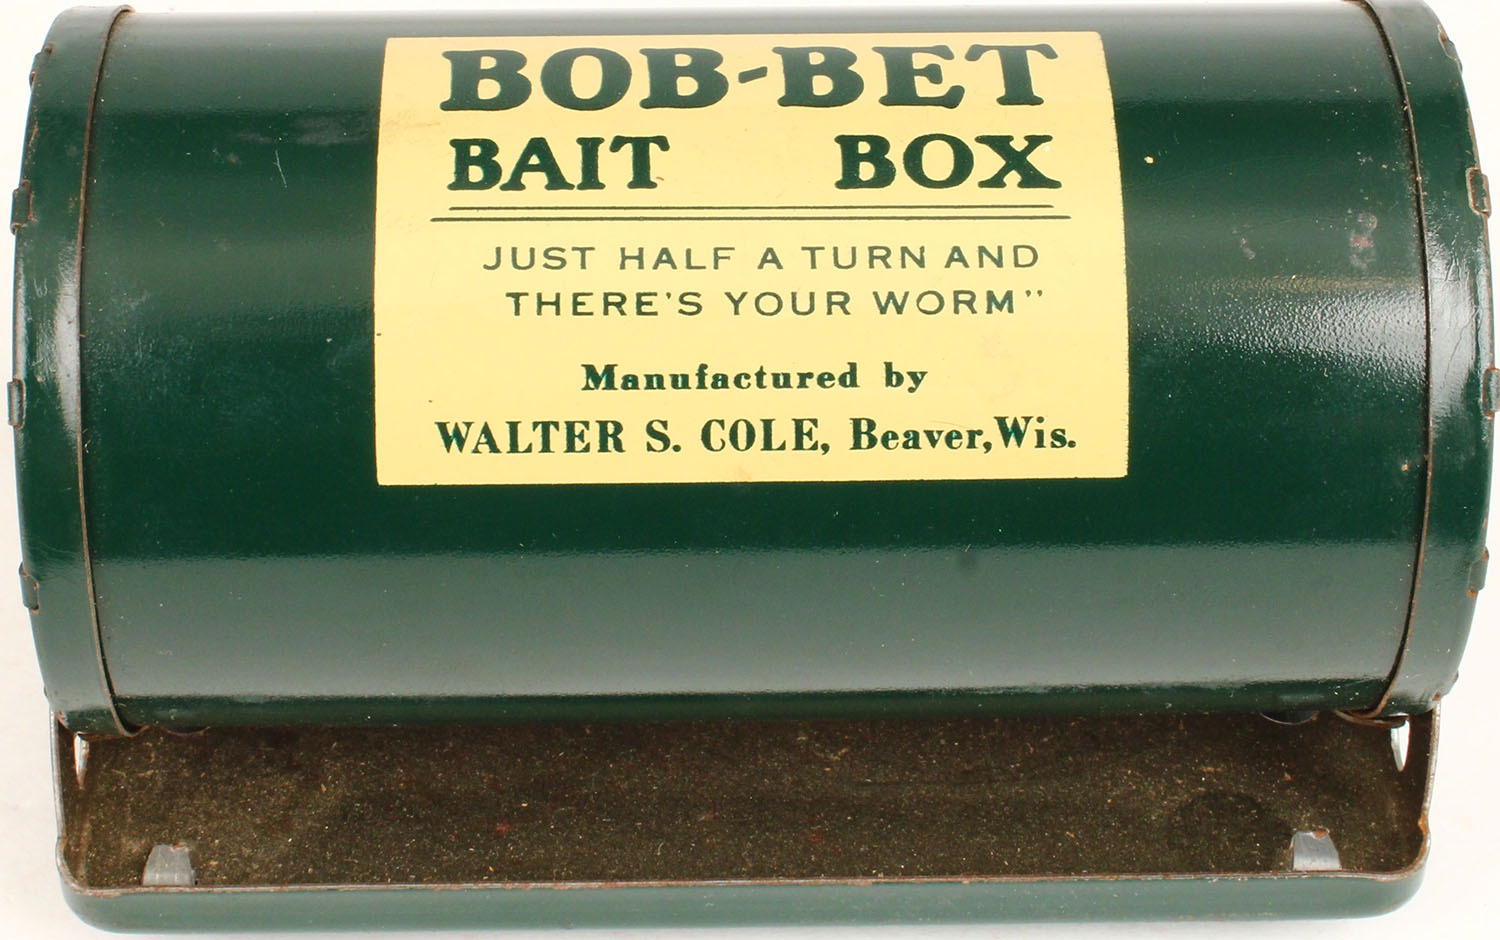 BOB-BET
BAIT BOX
JUST HALF A TURN AND
THERE'S YOUR WORM"
Manufactured by
WALTER S. COLE, Beaver, Wis.